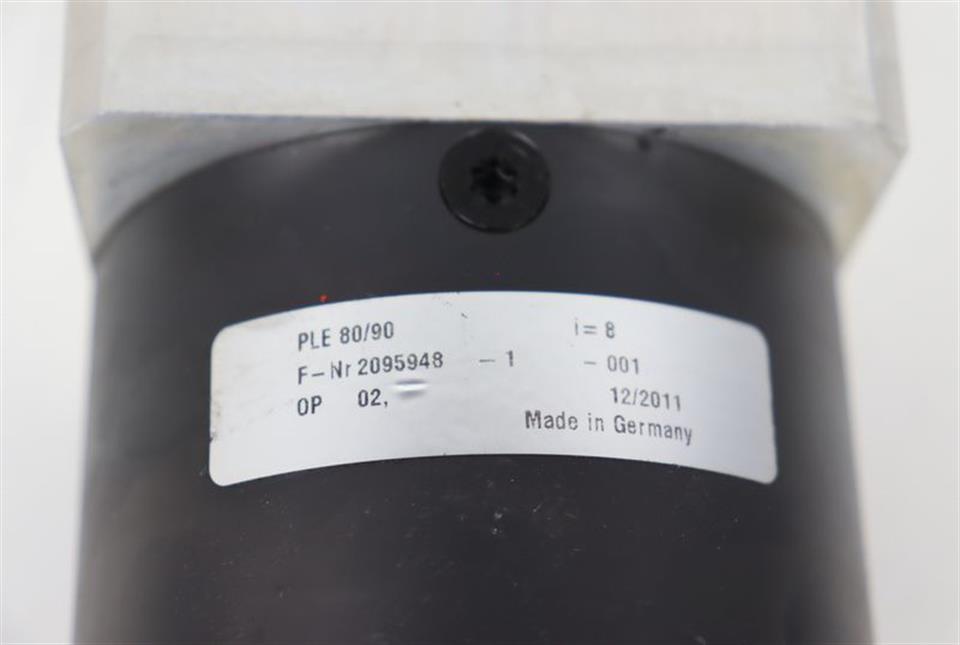 PLE 80/90 i= 8
F-Nr 2095948 - 1 - 001
OP 02, 12/2011
Made in Germany